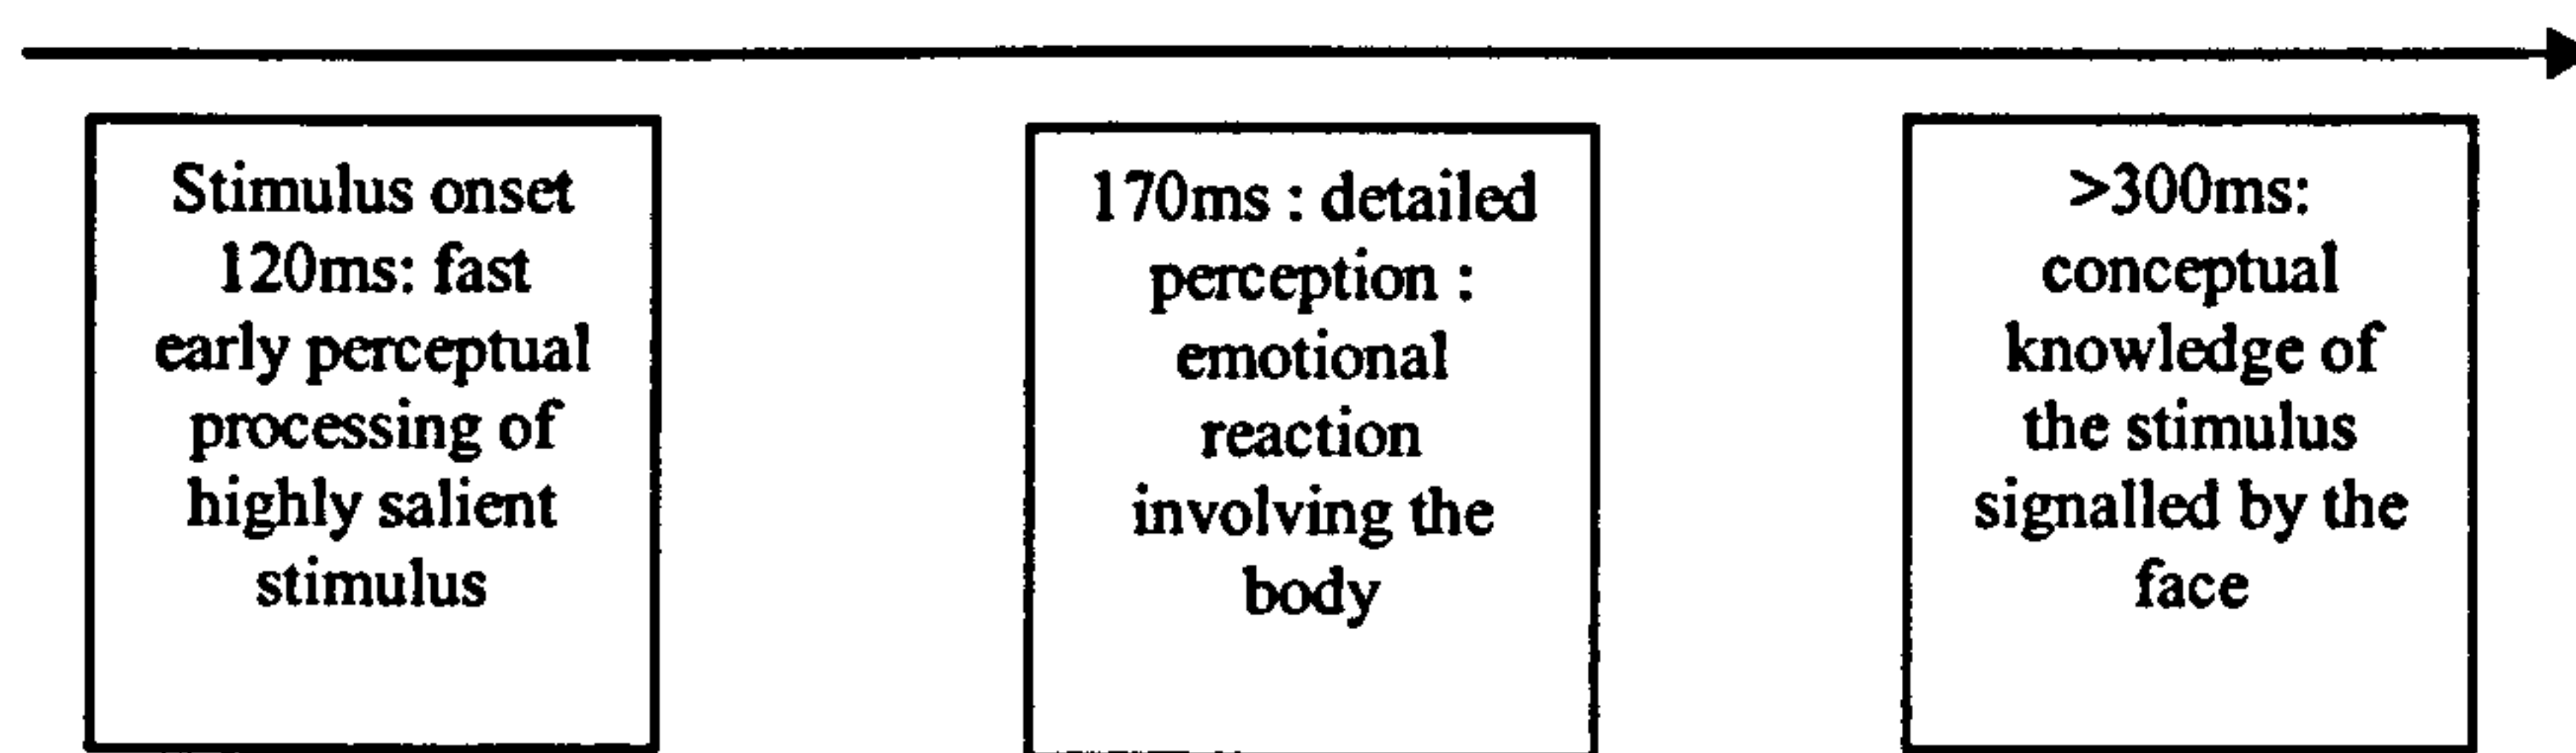 Stimulus onset
120ms: fast
early perceptual
processing of
highly salient
stimulus
170ms : detailed
perception :
emotional
reaction
involving the
body
>300ms:
conceptual
knowledge of
the stimulus
signalled by the
face